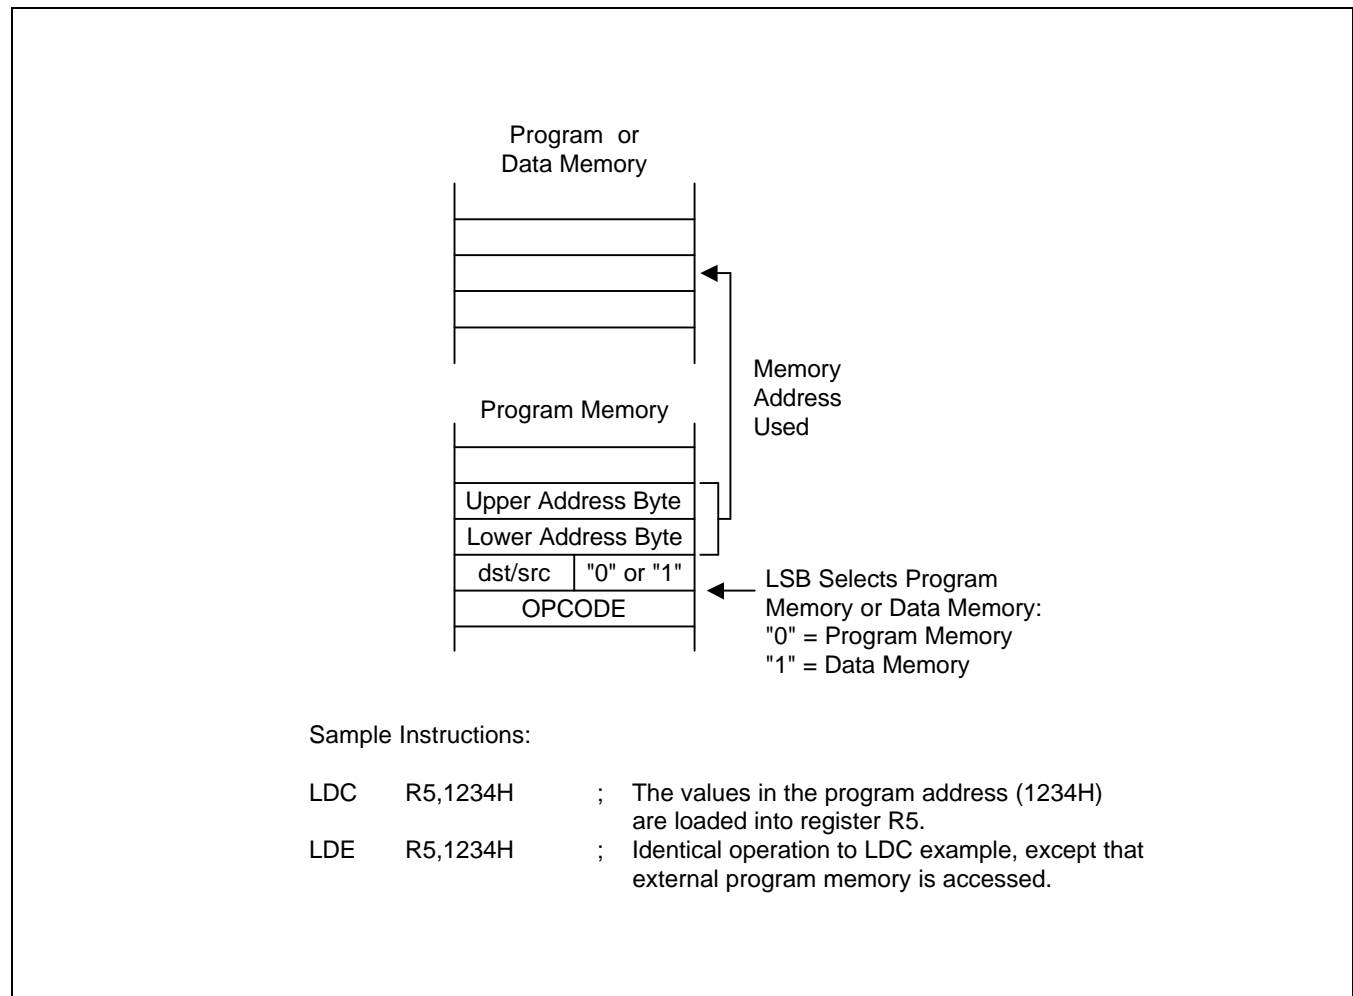 Program or
Data Memory
Memory
Address
Used
Program Memory
Upper Address Byte
Lower Address Byte
dst/src "0" or "1"
OPCODE
LSB Selects Program
Memory or Data Memory:
"0" = Program Memory
"1" = Data Memory
Sample Instructions:
LDC R5,1234H ; The values in the program address (1234H)
are loaded into register R5.
LDE R5,1234H ; Identical operation to LDC example, except that
external program memory is accessed.